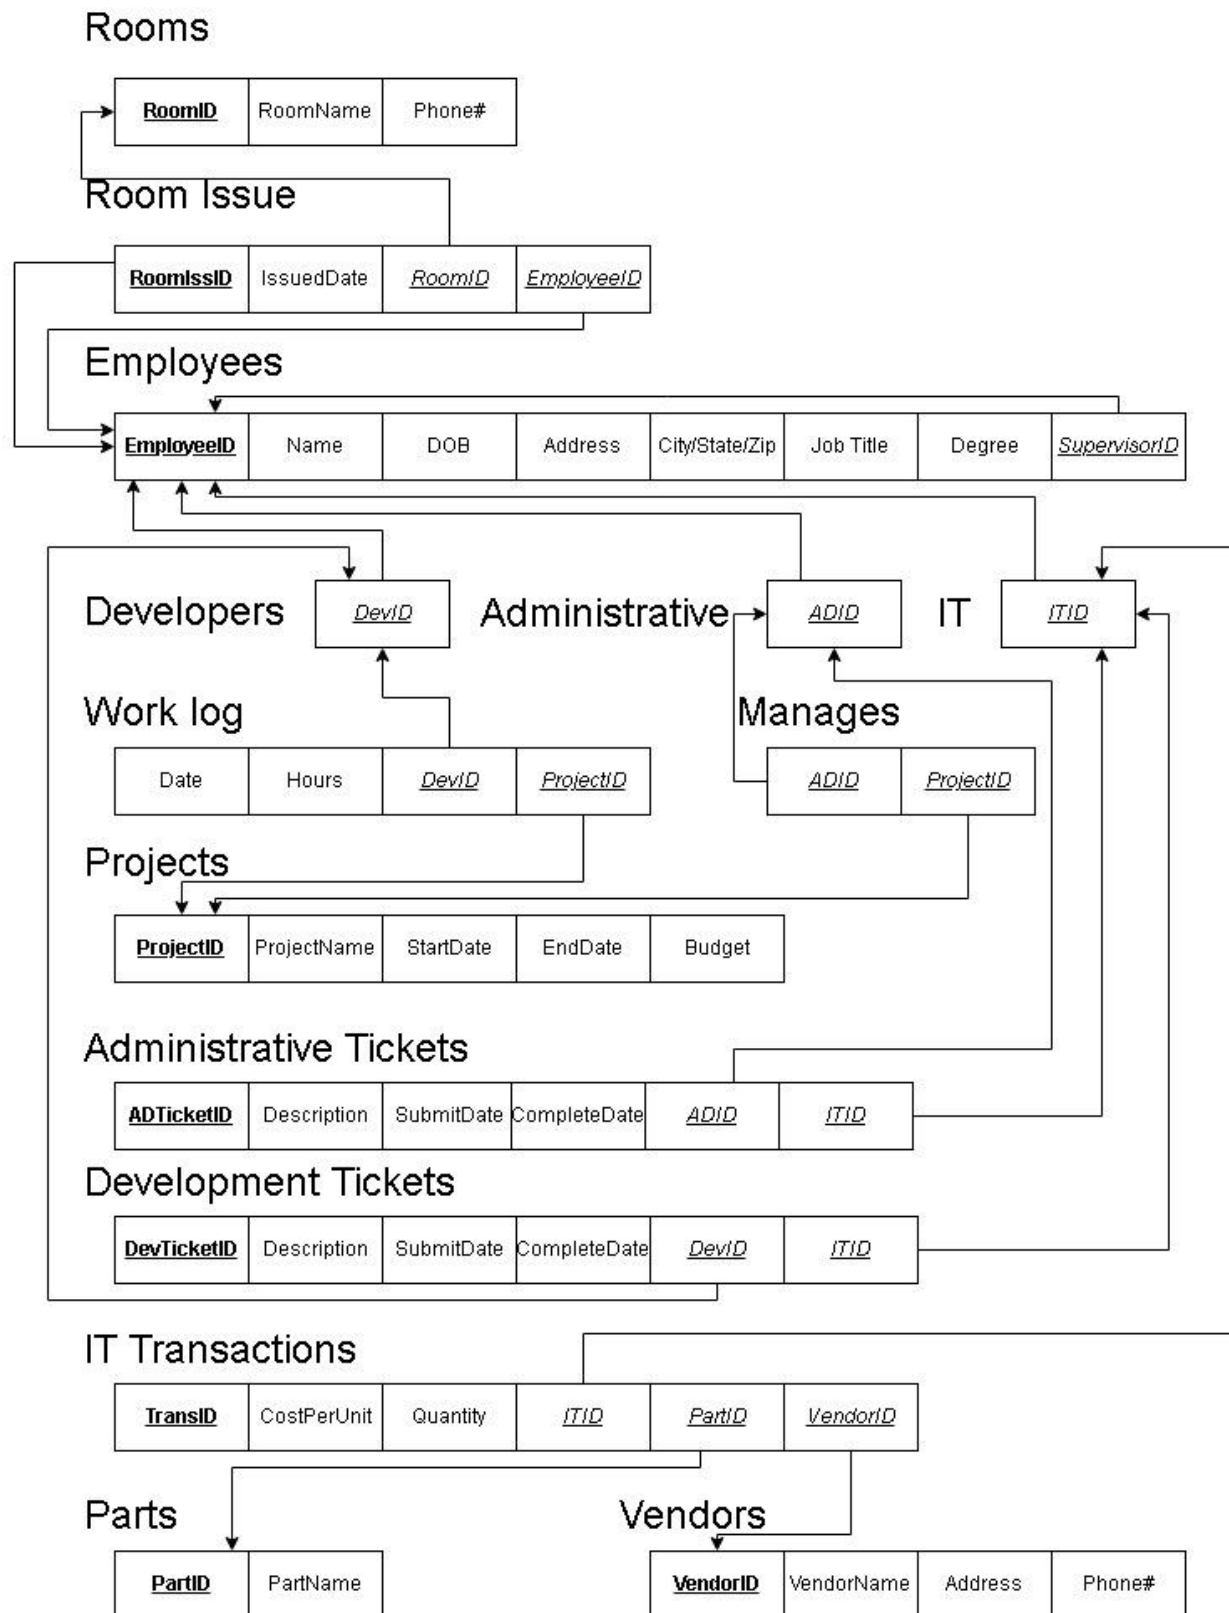 Rooms
RoomID RoomName Phone#
Room Issue
RoomIssID IssuedDate RoomID EmployeeID
Employees
EmployeeID Name DOB Address City/State/Zip Job Title Degree SupervisorID
Developers DevID Administrative ADID IT ITID
Work log Manages
Date Hours DevID ProjectID ADID ProjectID
Projects
ProjectID ProjectName StartDate EndDate Budget
Administrative Tickets
ADTicketID Description SubmitDate CompleteDate ADID ITID
Development Tickets
DevTicketID Description SubmitDate CompleteDate DevID ITID
IT Transactions
TransID CostPerUnit Quantity ITID PartID VendorID
Parts Vendors
PartID PartName VendorID VendorName Address Phone#